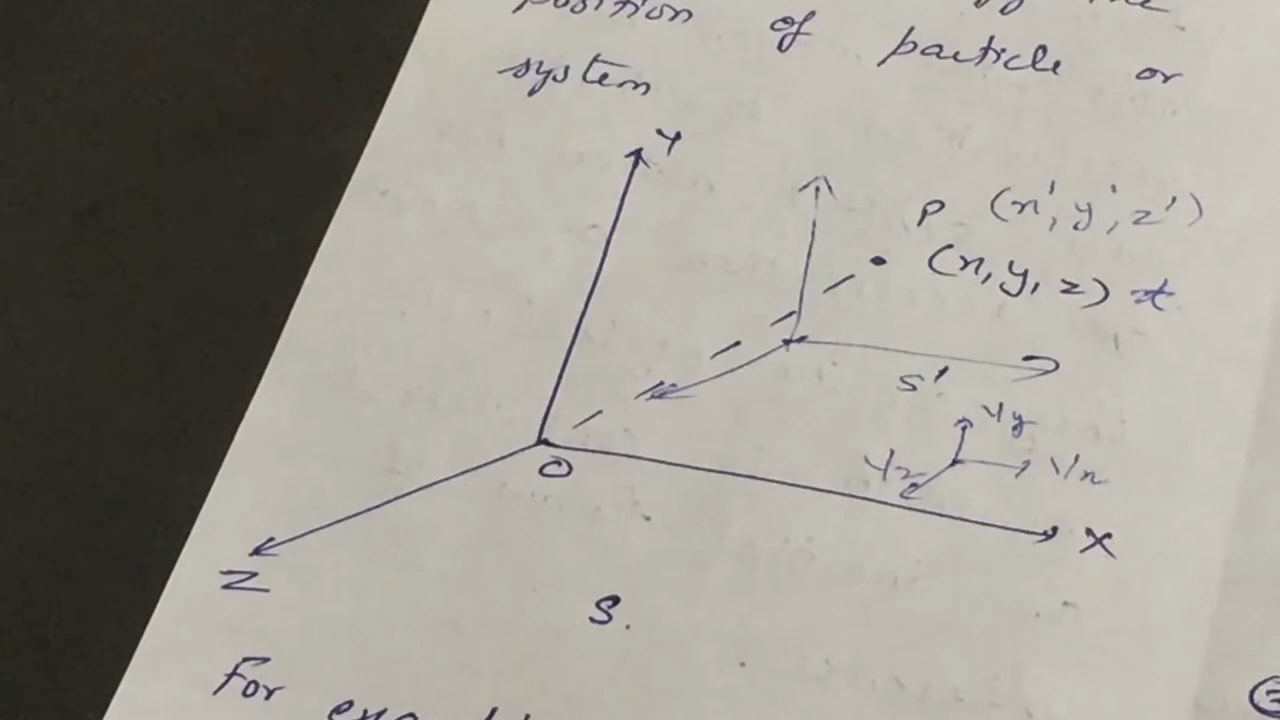 position of particle or
system
Y
P (x', y', z')
(x, y, z) t
S'
Vy
Vz
Vx
O
X
Z
S.
For